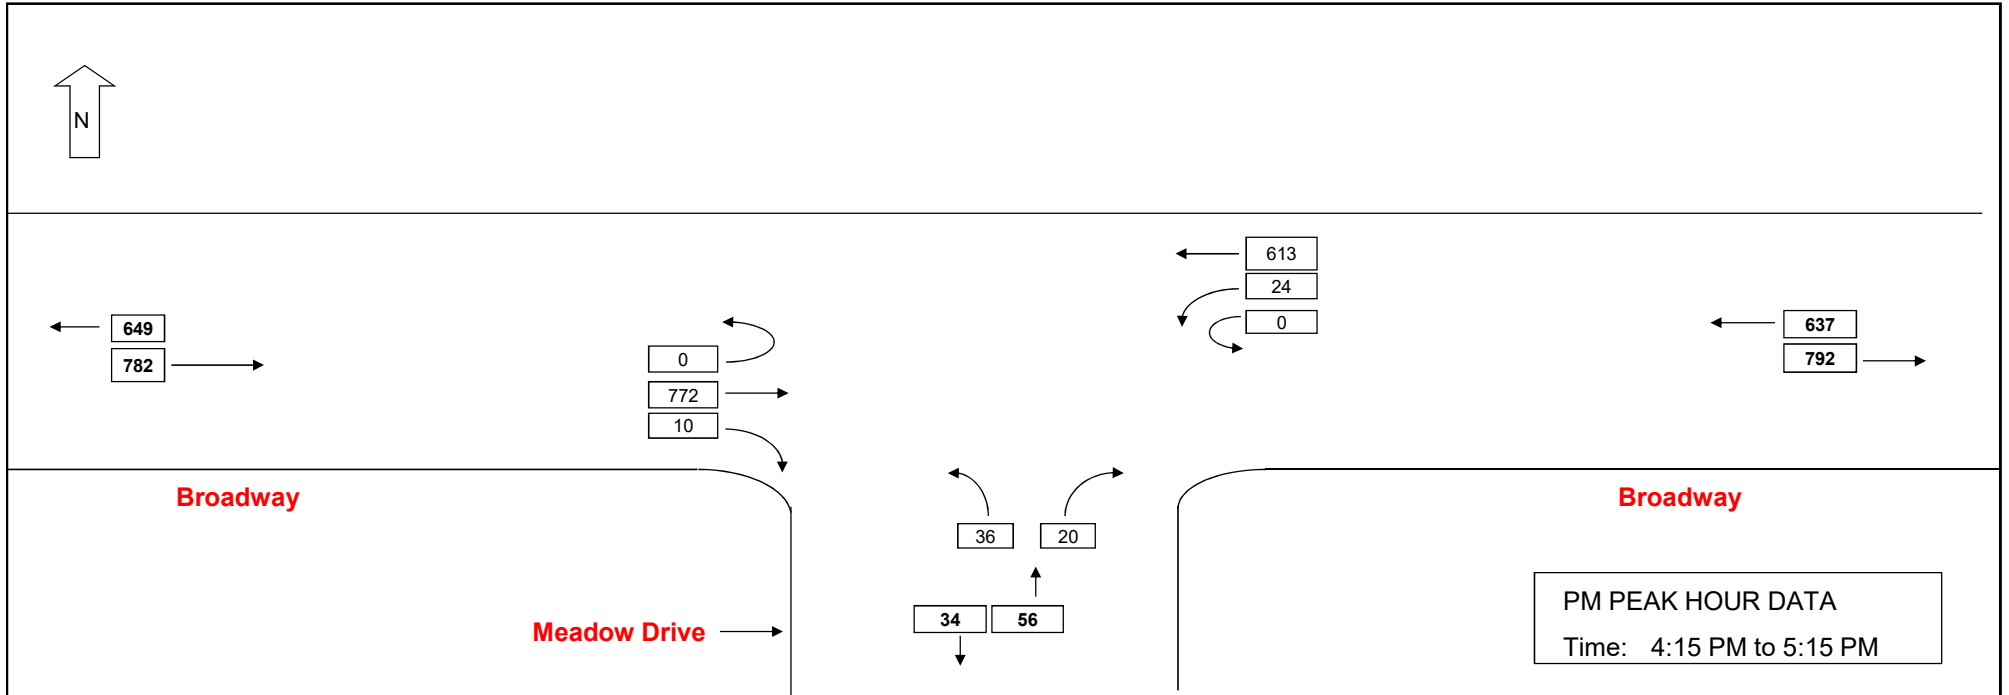 N
613
24
0
649
782
637
792
0
772
10
Broadway
Broadway
36
20
34
56
Meadow Drive
PM PEAK HOUR DATA
Time: 4:15 PM to 5:15 PM